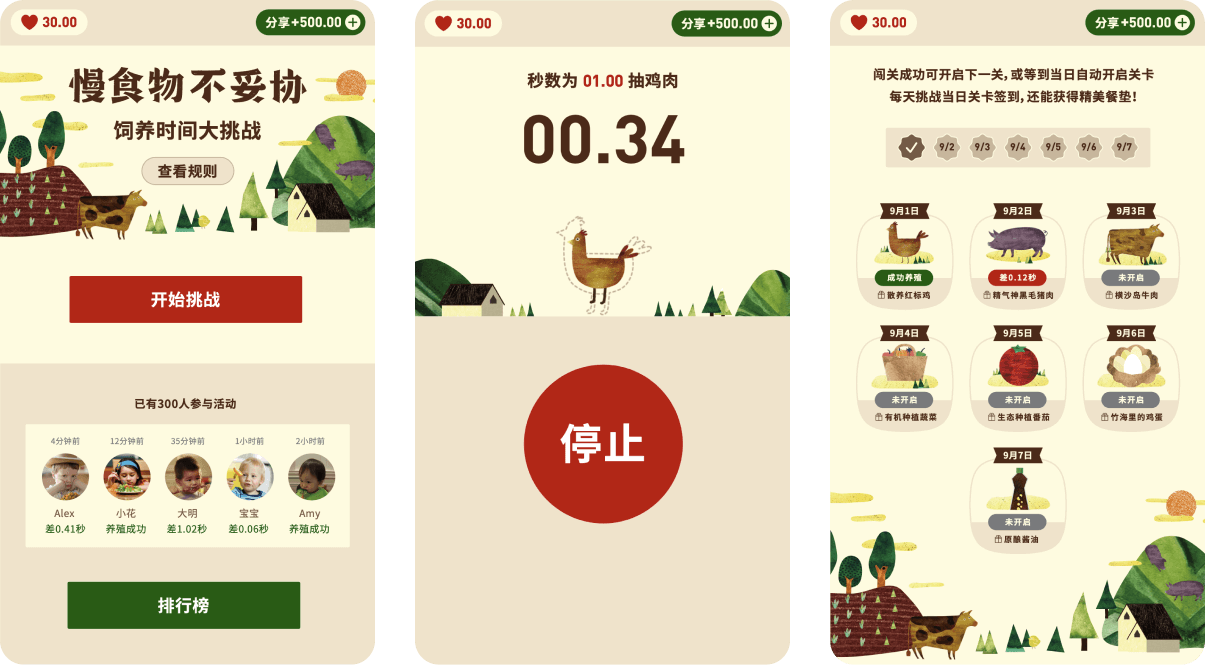 30.00
分享+500.00
慢食物不妥协
饲养时间大挑战
查看规则
开始挑战
已有300人参与活动
4分钟前 12分钟前 35分钟前 1小时前 2小时前
Alex 小花 大明 宝宝 Amy
差0.41秒 养殖成功 差1.02秒 差0.06秒 养殖成功
排行榜
30.00
分享+500.00
秒数为 01.00 抽鸡肉
00.34
停止
30.00
分享+500.00
闯关成功可开启下一关,或等到当日自动开启关卡
每天挑战当日关卡签到,还能获得精美餐垫!
9/2 9/3 9/4 9/5 9/6 9/7
9月1日 9月2日 9月3日
成功养殖 差0.12秒 未开启
散养红标鸡 精气神黑毛猪肉 横沙岛牛肉
9月4日 9月5日 9月6日
未开启 未开启 未开启
有机种植蔬菜 生态种植番茄 竹海里的鸡蛋
9月7日
未开启
原酿酱油